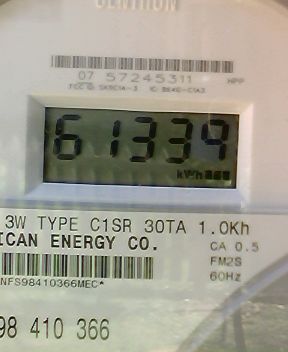 CENTRON
07 57245311
61339
kWh
3W TYPE C1SR 30TA 1.0Kh
ICAN ENERGY CO.
CA 0.5
FM2S
60Hz
NFS98410366MEC*
98 410 366